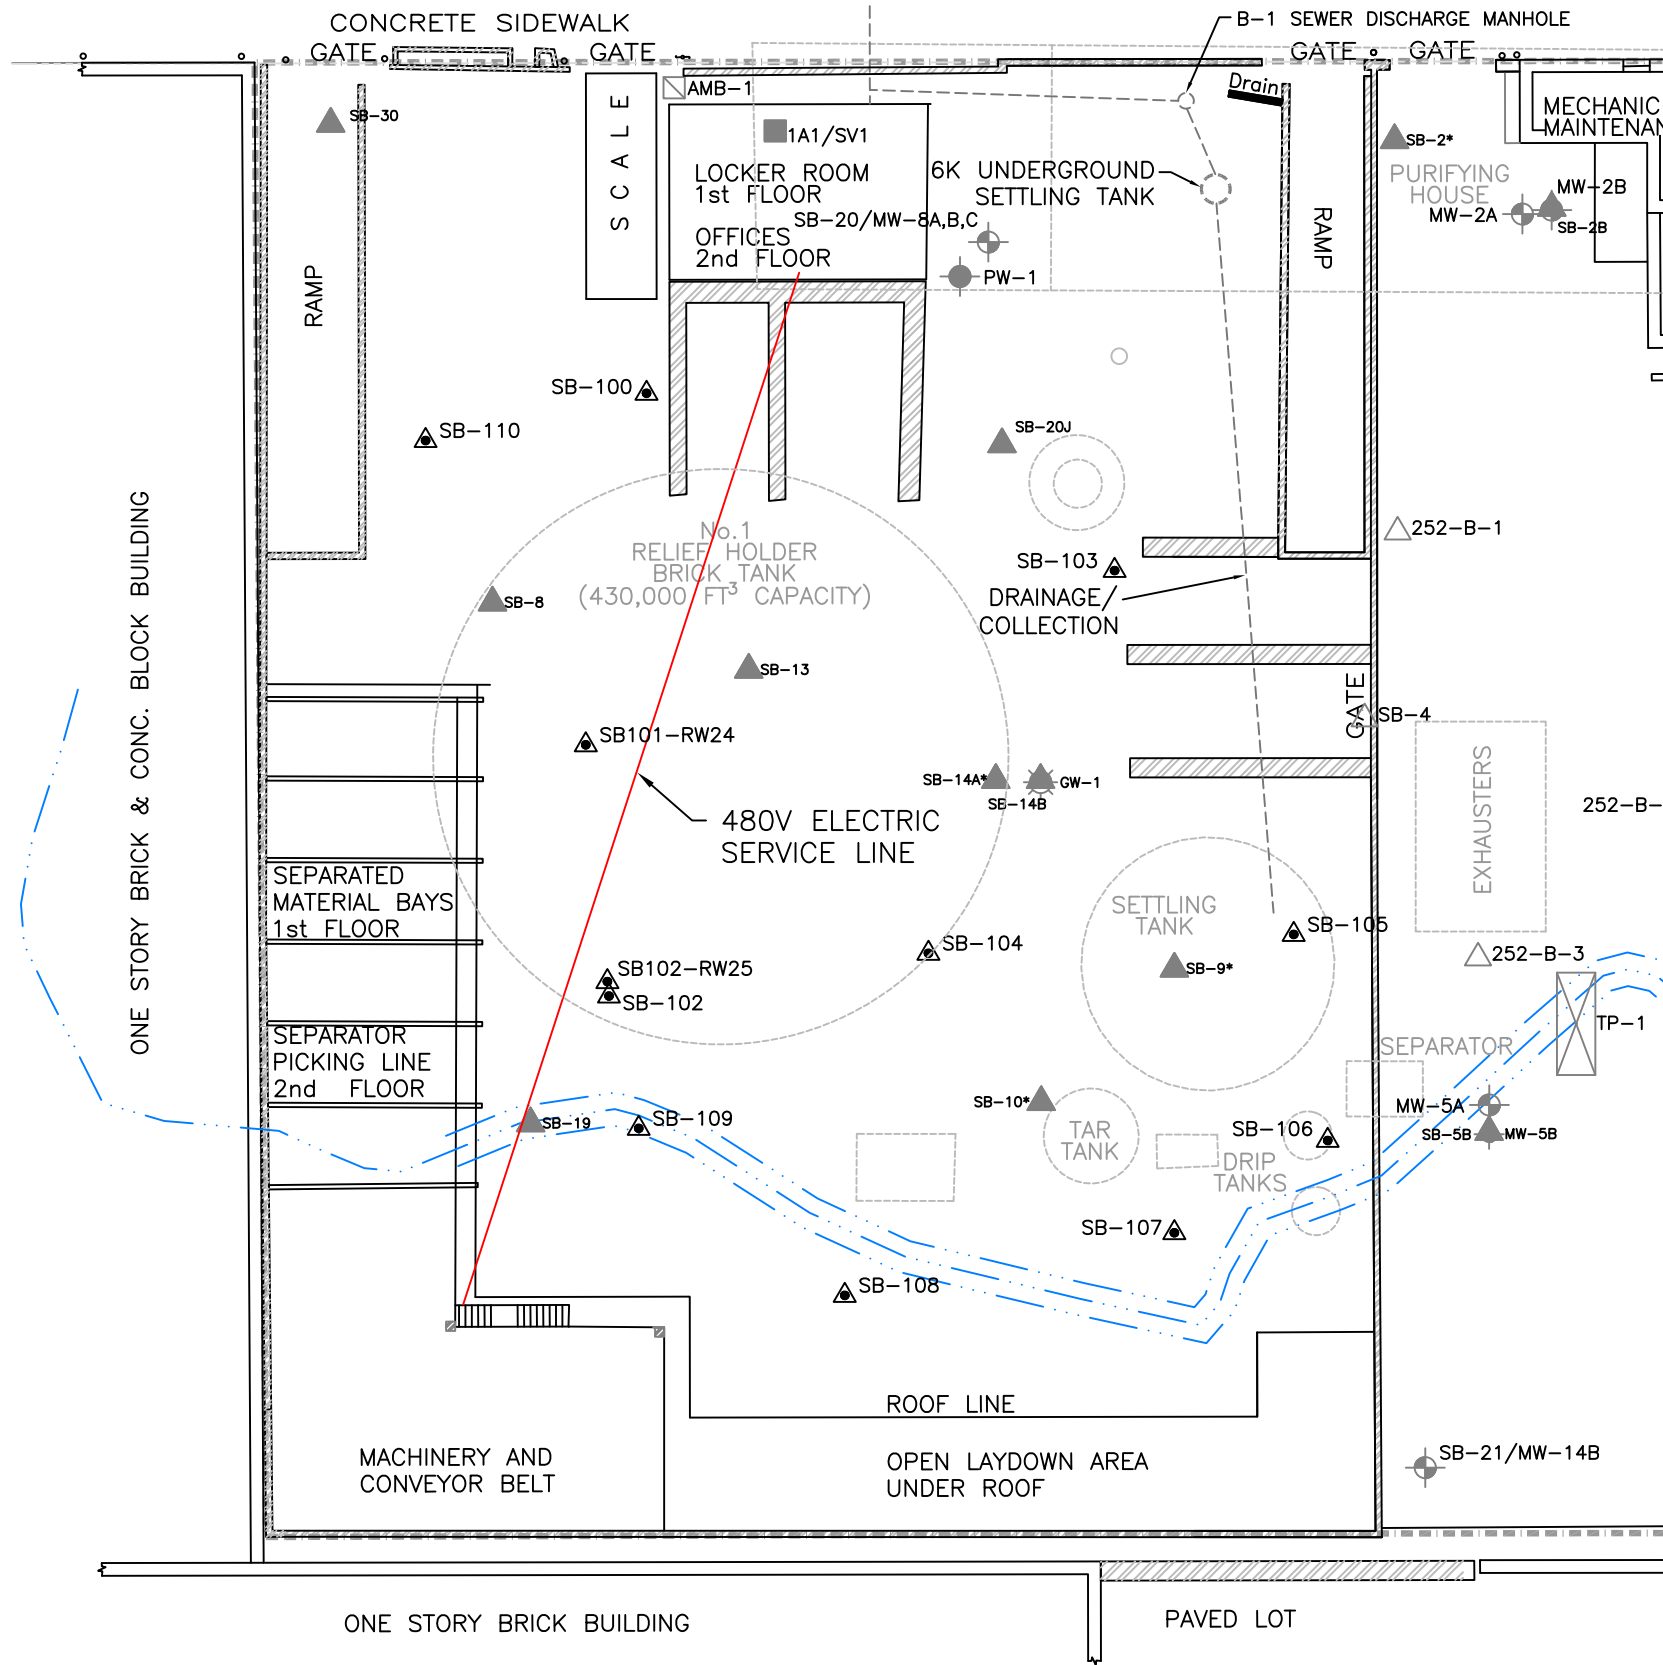 CONCRETE SIDEWALK
GATE
GATE
B-1 SEWER DISCHARGE MANHOLE
GATE
GATE
AMB-1
Drain
SCALE
SB-30
1A1/SV1
LOCKER ROOM
1st FLOOR
OFFICES
2nd FLOOR
6K UNDERGROUND
SETTLING TANK
SB-20/MW-8A,B,C
PW-1
RAMP
RAMP
MECHANIC
MAINTENAN
SB-2*
PURIFYING
HOUSE
MW-2A
MW-2B
SB-2B
SB-100
SB-110
SB-20J
252-B-1
No.1
RELIEF HOLDER
BRICK TANK
(430,000 FT³ CAPACITY)
SB-103
DRAINAGE/
COLLECTION
SB-8
SB-13
ONE STORY BRICK & CONC. BLOCK BUILDING
GATE
SB-4
SB101-RW24
SB-14A*
SB-14B
GW-1
480V ELECTRIC
SERVICE LINE
EXHAUSTERS
252-B-
SEPARATED
MATERIAL BAYS
1st FLOOR
SETTLING
TANK
SB-105
SB-104
SB-9*
252-B-3
SB102-RW25
SB-102
TP-1
SEPARATOR
PICKING LINE
2nd FLOOR
SEPARATOR
SB-10*
MW-5A
SB-19
SB-109
TAR
TANK
SB-106
SB-5B
MW-5B
DRIP
TANKS
SB-107
SB-108
ROOF LINE
MACHINERY AND
CONVEYOR BELT
OPEN LAYDOWN AREA
UNDER ROOF
SB-21/MW-14B
ONE STORY BRICK BUILDING
PAVED LOT